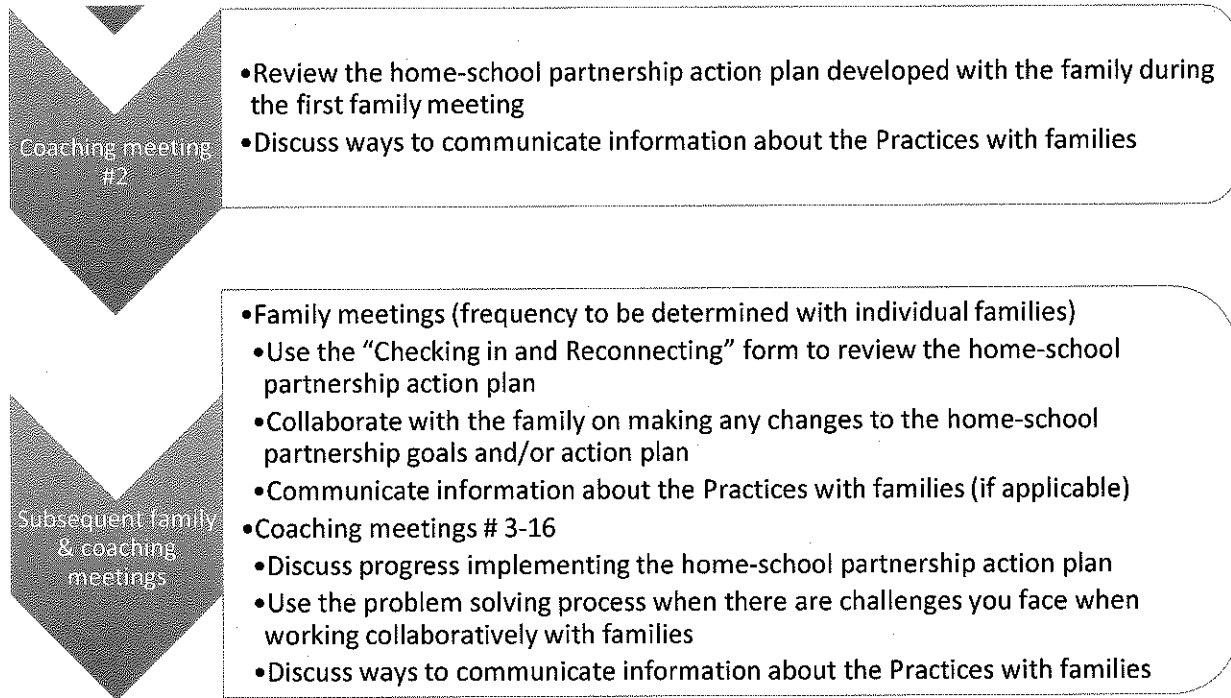 •Review the home-school partnership action plan developed with the family during
the first family meeting
•Discuss ways to communicate information about the Practices with families
Coaching meeting
#2
•Family meetings (frequency to be determined with individual families)
•Use the “Checking in and Reconnecting” form to review the home-school
partnership action plan
•Collaborate with the family on making any changes to the home-school
partnership goals and/or action plan
•Communicate information about the Practices with families (if applicable)
Subsequent family
& coaching
meetings
•Coaching meetings # 3-16
•Discuss progress implementing the home-school partnership action plan
•Use the problem solving process when there are challenges you face when
working collaboratively with families
•Discuss ways to communicate information about the Practices with families